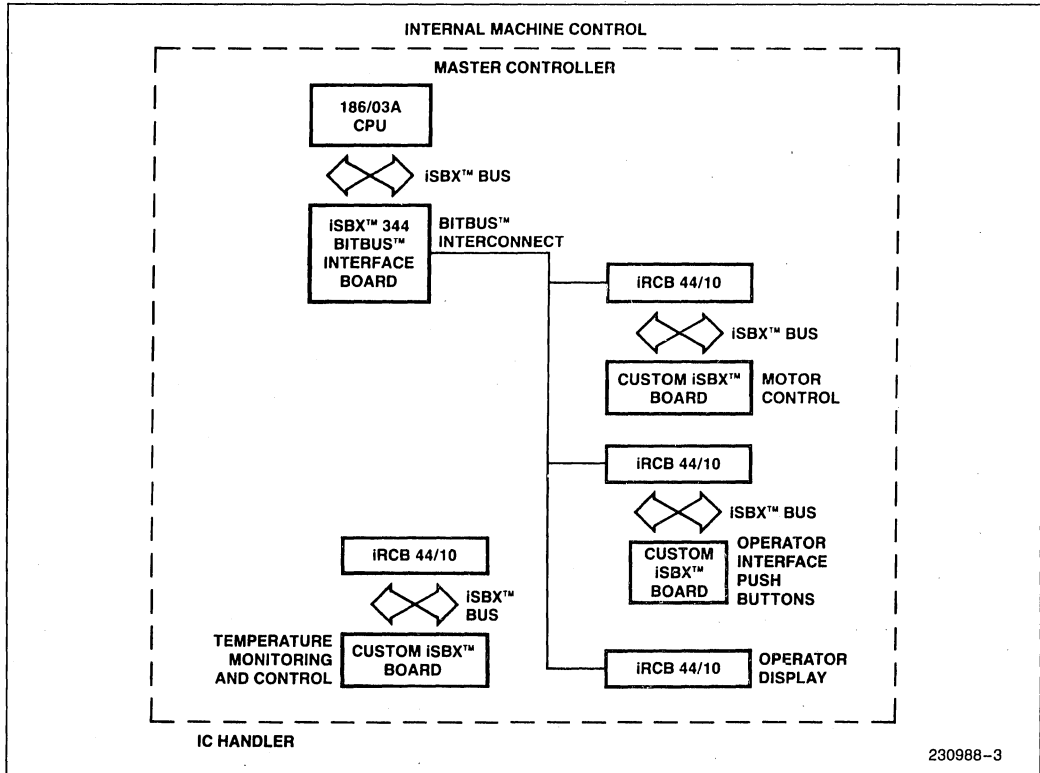 INTERNAL MACHINE CONTROL
MASTER CONTROLLER
186/03A
CPU
iSBX™ BUS
iSBX™ 344
BITBUS™
INTERFACE
BOARD
BITBUS™
INTERCONNECT
iRCB 44/10
iSBX™ BUS
CUSTOM iSBX™
BOARD
MOTOR
CONTROL
iRCB 44/10
iSBX™ BUS
CUSTOM
iSBX™
BOARD
OPERATOR
INTERFACE
PUSH
BUTTONS
iRCB 44/10
iSBX™
BUS
TEMPERATURE
MONITORING
AND CONTROL
CUSTOM iSBX™
BOARD
iRCB 44/10
OPERATOR
DISPLAY
IC HANDLER
230988–3